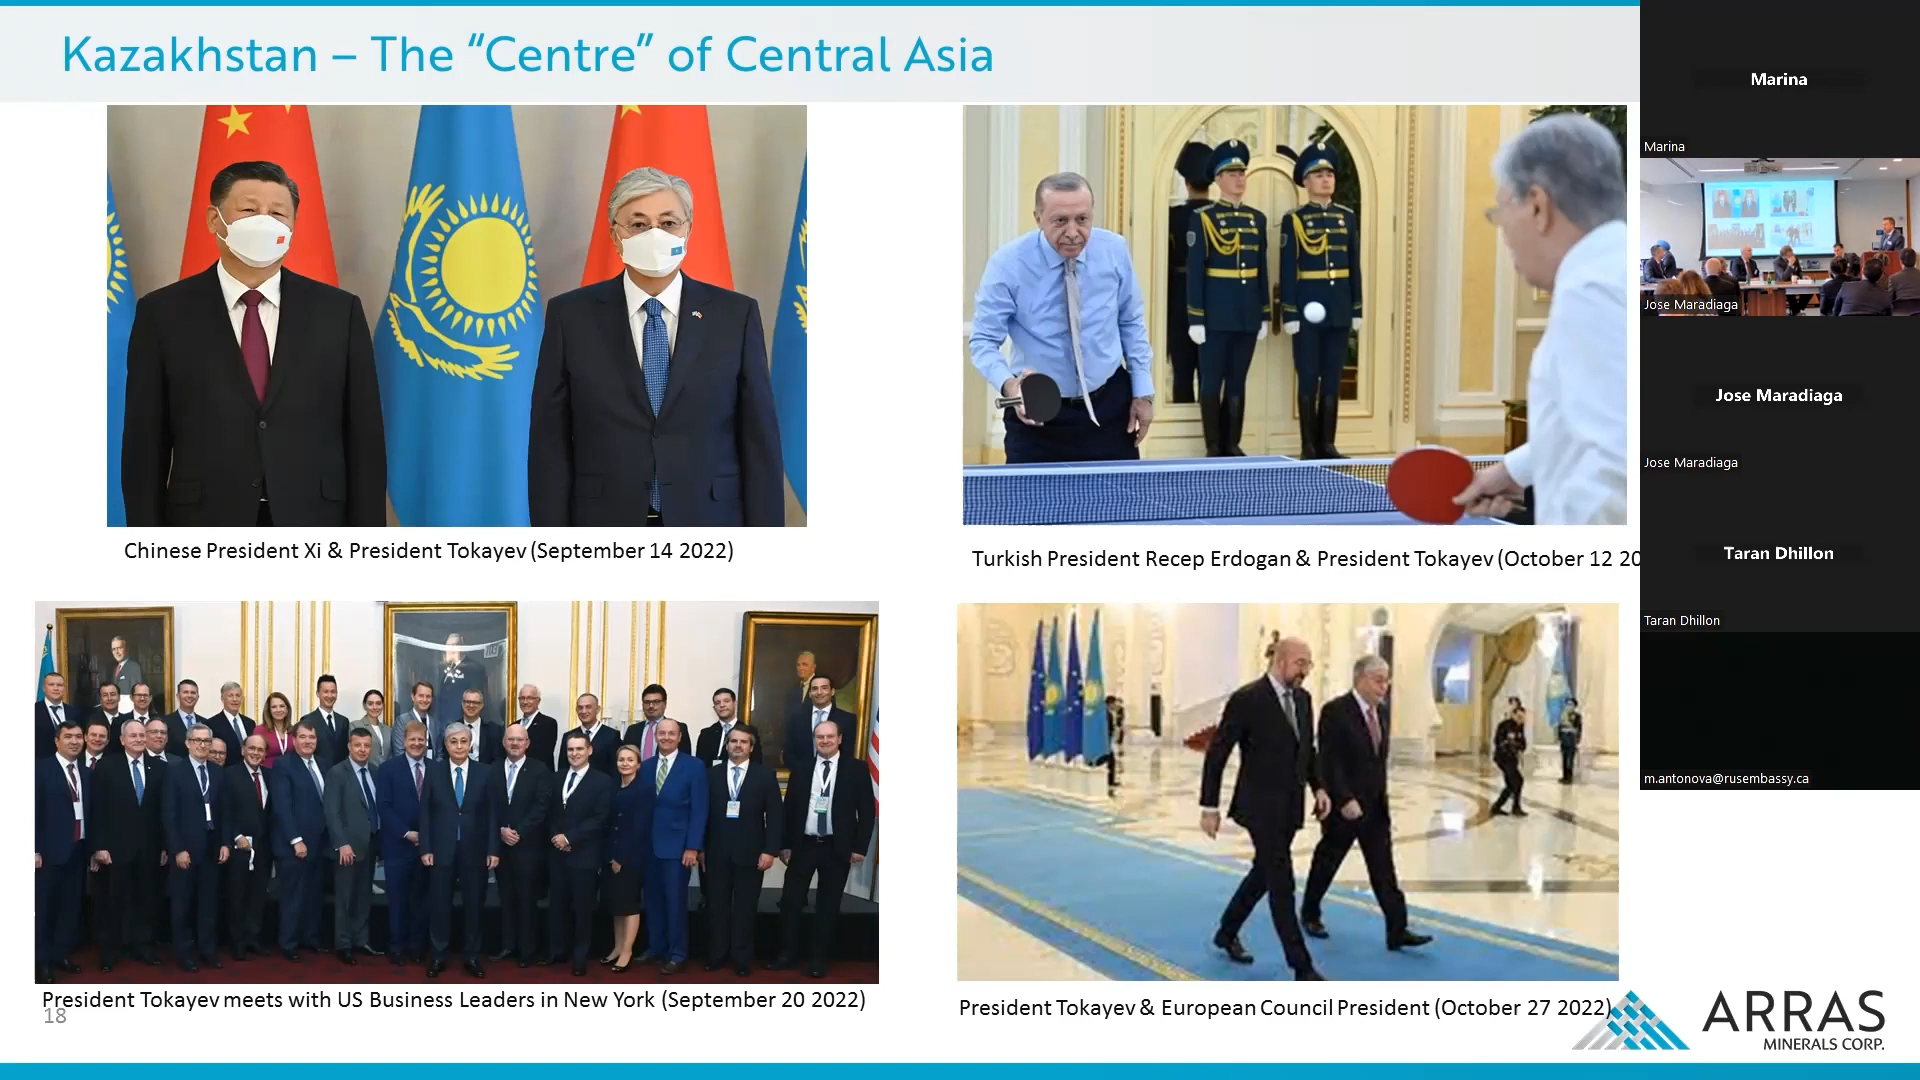 Kazakhstan – The “Centre” of Central Asia
Chinese President Xi & President Tokayev (September 14 2022)
Turkish President Recep Erdogan & President Tokayev (October 12 20
President Tokayev meets with US Business Leaders in New York (September 20 2022)
President Tokayev & European Council President (October 27 2022)
18
ARRAS
MINERALS CORP.
Marina
Marina
Jose Maradiaga
Jose Maradiaga
Jose Maradiaga
Taran Dhillon
Taran Dhillon
m.antonova@rusembassy.ca